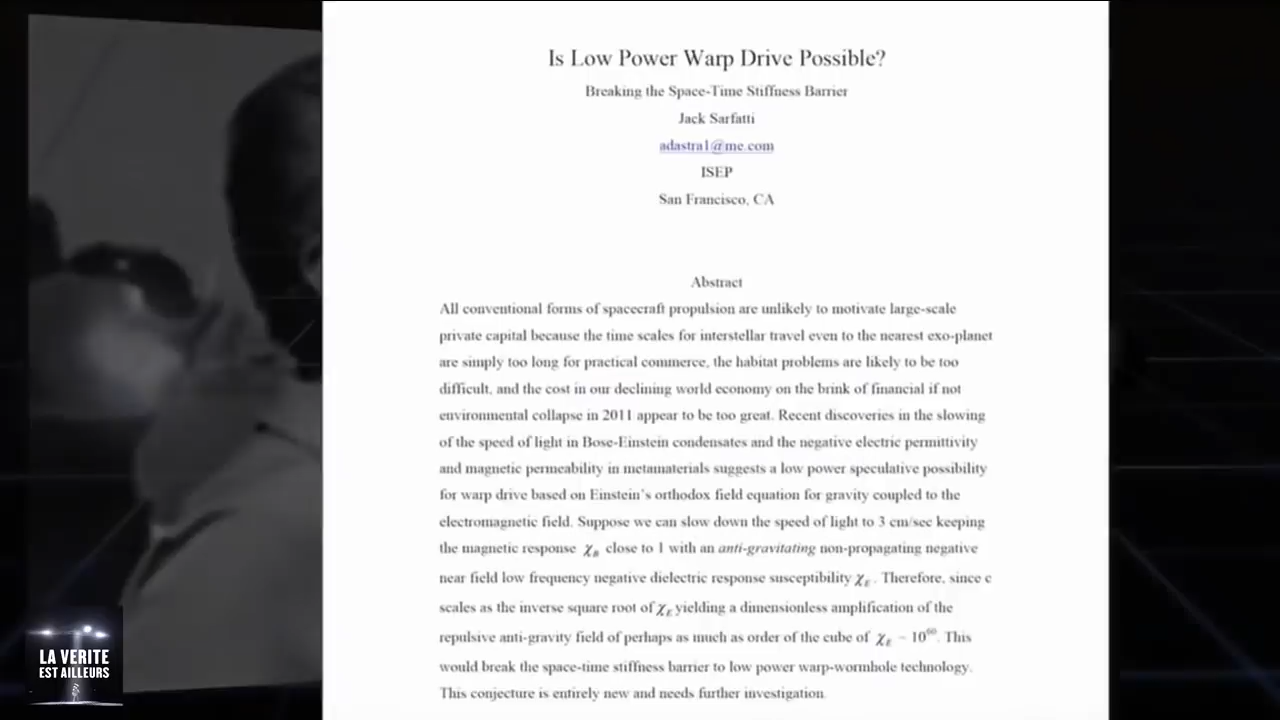 Is Low Power Warp Drive Possible?
Breaking the Space-Time Stiffness Barrier
Jack Sarfatti
adastra1@me.com
ISEP
San Francisco, CA
Abstract
All conventional forms of spacecraft propulsion are unlikely to motivate large-scale
private capital because the time scales for interstellar travel even to the nearest exo-planet
are simply too long for practical commerce, the habitat problems are likely to be too
difficult, and the cost in our declining world economy on the brink of financial if not
environmental collapse in 2011 appear to be too great. Recent discoveries in the slowing
of the speed of light in Bose-Einstein condensates and the negative electric permittivity
and magnetic permeability in metamaterials suggests a low power speculative possibility
for warp drive based on Einstein's orthodox field equation for gravity coupled to the
electromagnetic field. Suppose we can slow down the speed of light to 3 cm/sec keeping
the magnetic response χ_B close to 1 with an anti-gravitating non-propagating negative
near field low frequency negative dielectric response susceptibility χ_E. Therefore, since c
scales as the inverse square root of χ_E yielding a dimensionless amplification of the
repulsive anti-gravity field of perhaps as much as order of the cube of χ_E ~ 10⁶⁰. This
would break the space-time stiffness barrier to low power warp-wormhole technology.
This conjecture is entirely new and needs further investigation.
LA VERITE
EST AILLEURS